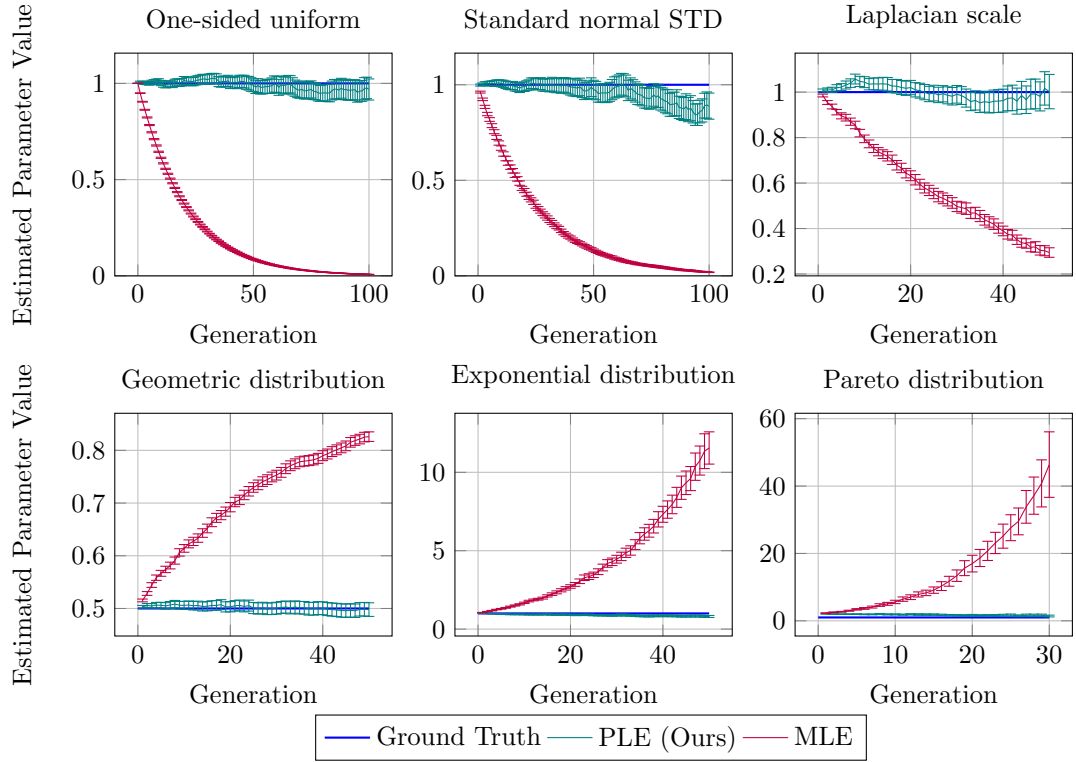 One-sided uniform
Standard normal STD
Laplacian scale
Estimated Parameter Value
1
0.5
0
0
50
100
Generation
1
0.5
0
0
50
100
Generation
1
0.8
0.6
0.4
0.2
0
20
40
Generation
Geometric distribution
Exponential distribution
Pareto distribution
Estimated Parameter Value
0.8
0.7
0.6
0.5
0
20
40
Generation
10
5
0
0
20
40
Generation
60
40
20
0
0
10
20
30
Generation
Ground Truth PLE (Ours) MLE